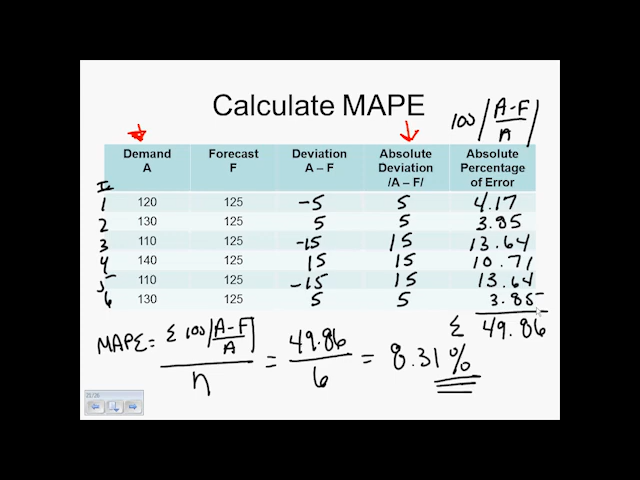 Calculate MAPE
100 |A-F/A|
Demand A Forecast F Deviation A – F Absolute Deviation /A – F/ Absolute Percentage of Error
1 120 125 -5 5 4.17
2 130 125 5 5 3.85
3 110 125 -15 15 13.64
4 140 125 15 15 10.71
5 110 125 -15 15 13.64
6 130 125 5 5 3.85
Σ 49.86
MAPE = Σ 100 |A-F/A| / n = 49.86 / 6 = 8.31 %